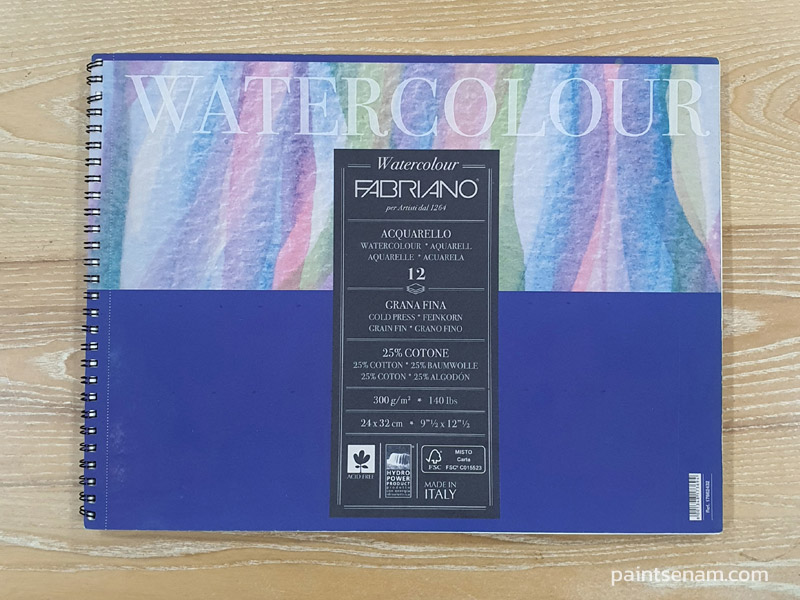 WATERCOLOUR
Watercolour
FABRIANO®
per Artisti dal 1264
ACQUARELLO
WATERCOLOUR * AQUARELL
AQUARELLE * ACUARELA
12
GRANA FINA
COLD PRESS * FEINKORN
GRAIN FIN * GRANO FINO
25% COTONE
25% COTTON * 25% BAUMWOLLE
25% COTON * 25% ALGODÓN
300 g/m² * 140 lbs
24 x 32 cm * 9"½ x 12"½
ACID FREE
HYDRO
POWER
PRODUCT
FSC
MISTO
Carta
FSC® C015523
MADE IN
ITALY
paintsenam.com